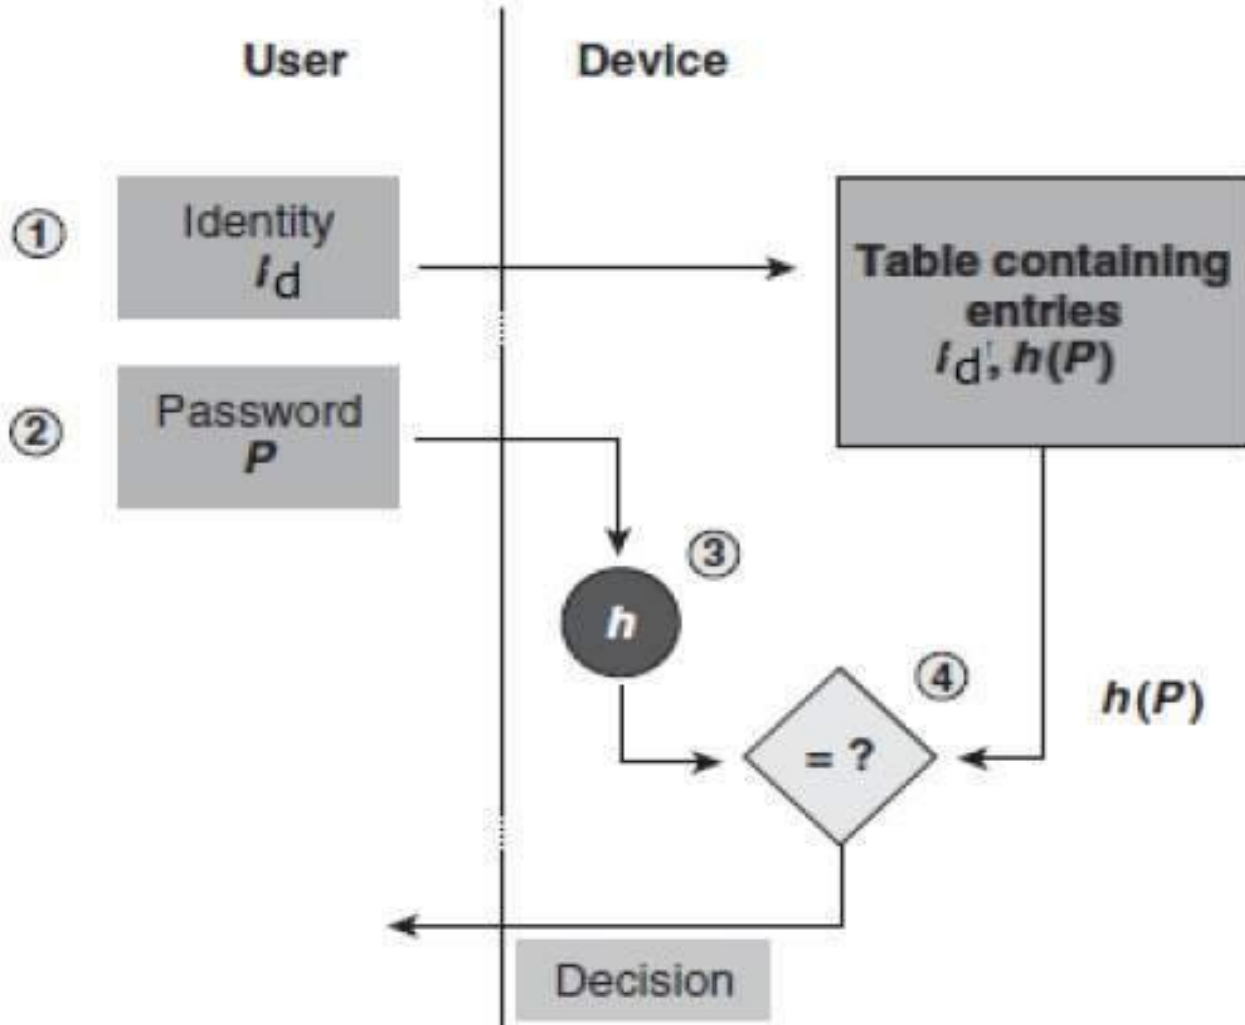 User
Device
①
Identity
Id
Table containing
entries
Id, h(P)
②
Password
P
③
h
④
= ?
h(P)
Decision